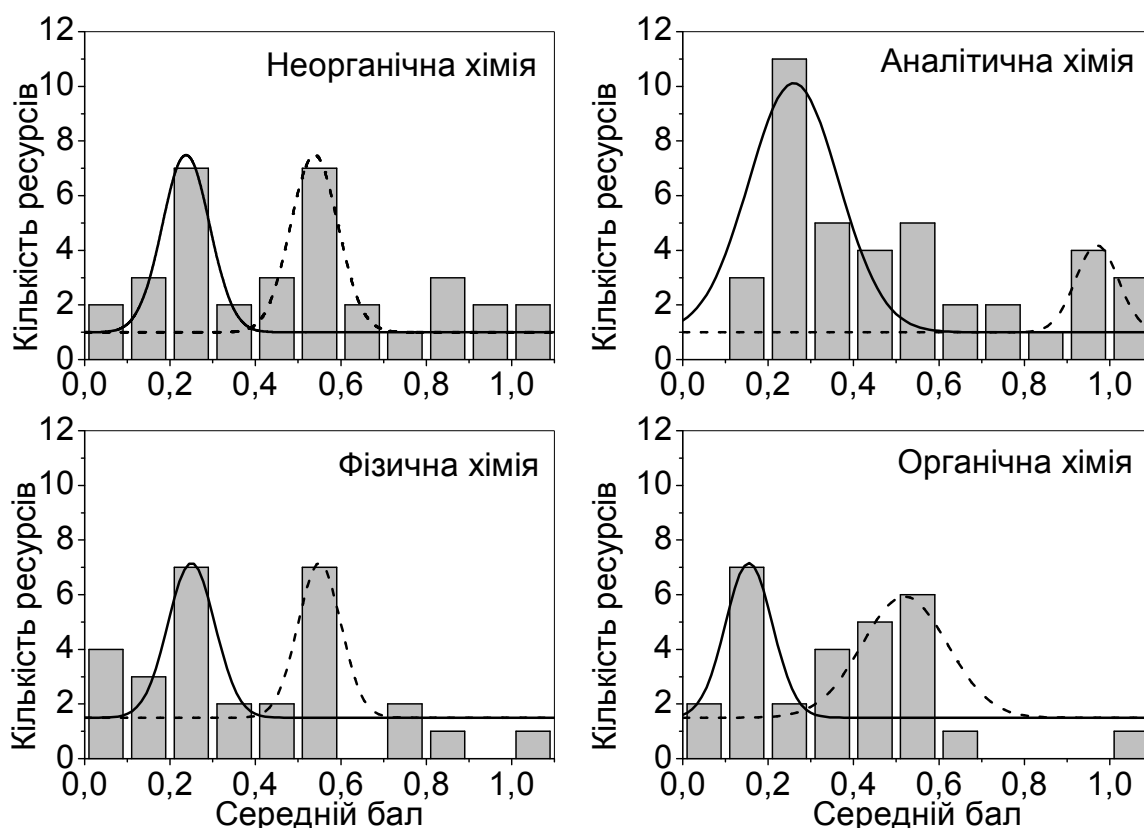 12
10
8
6
4
2
0
Кількість ресурсів
Неорганічна хімія
0,0 0,2 0,4 0,6 0,8 1,0
12
10
8
6
4
2
0
Кількість ресурсів
Аналітична хімія
0,0 0,2 0,4 0,6 0,8 1,0
12
10
8
6
4
2
0
Кількість ресурсів
Фізична хімія
0,0 0,2 0,4 0,6 0,8 1,0
Середній бал
12
10
8
6
4
2
0
Кількість ресурсів
Органічна хімія
0,0 0,2 0,4 0,6 0,8 1,0
Середній бал